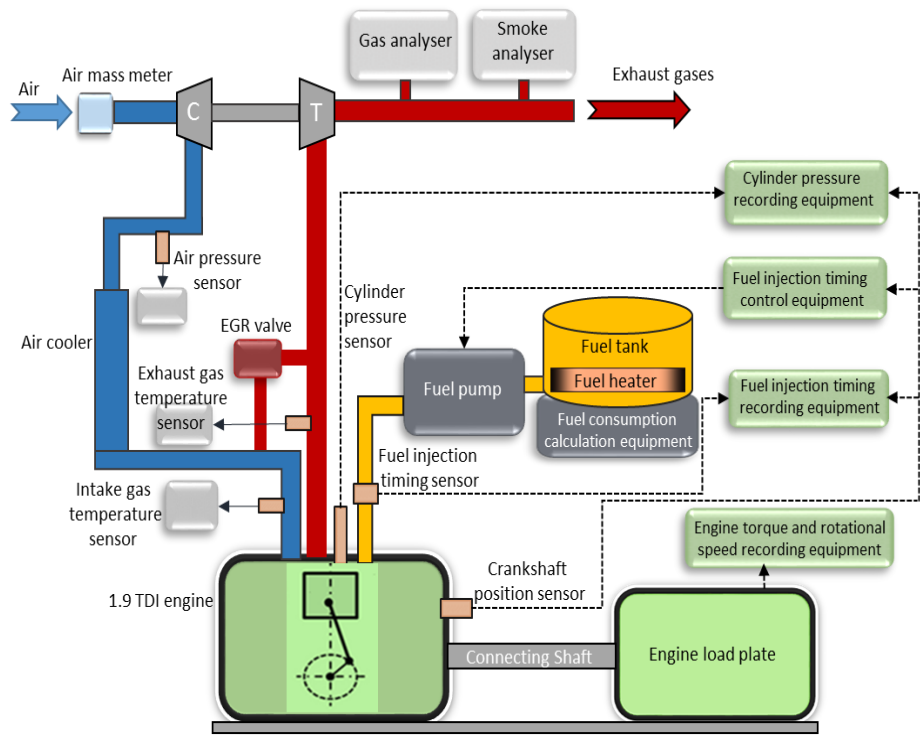 Gas analyser
Smoke
analyser
Air
Air mass meter
Exhaust gases
C
T
Cylinder pressure
recording equipment
Air pressure
sensor
Cylinder
pressure
sensor
Fuel injection timing
control equipment
EGR valve
Air cooler
Fuel tank
Fuel heater
Exhaust gas
temperature
sensor
Fuel pump
Fuel injection timing
recording equipment
Fuel consumption
calculation equipment
Fuel injection
timing sensor
Intake gas
temperature
sensor
Engine torque and rotational
speed recording equipment
Crankshaft
position sensor
1.9 TDI engine
Connecting Shaft
Engine load plate